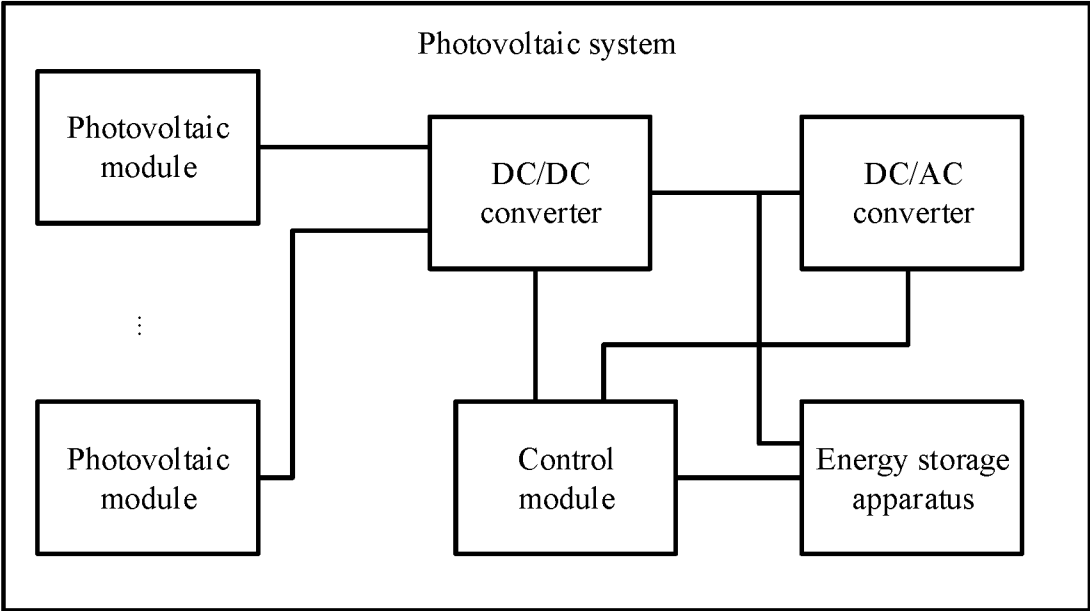 Photovoltaic system
Photovoltaic
module
DC/DC
converter
DC/AC
converter
⋮
Photovoltaic
module
Control
module
Energy storage
apparatus